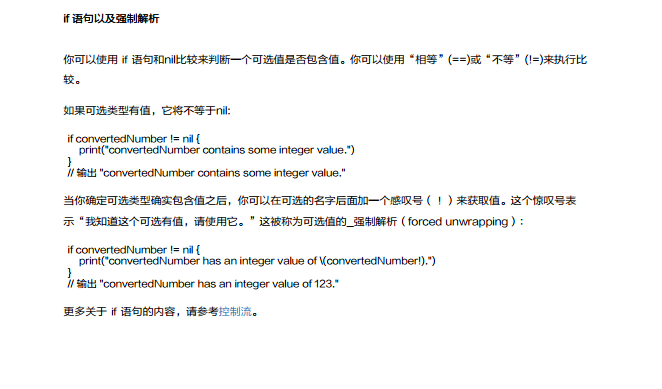 if 语句以及强制解析
你可以使用 if 语句和nil比较来判断一个可选值是否包含值。你可以使用“相等”(==)或“不等”(!=)来执行比
较。
如果可选类型有值，它将不等于nil:
if convertedNumber != nil {
print("convertedNumber contains some integer value.")
}
// 输出 "convertedNumber contains some integer value."
当你确定可选类型确实包含值之后，你可以在可选的名字后面加一个感叹号（ ! ）来获取值。这个惊叹号表
示“我知道这个可选有值，请使用它。”这被称为可选值的_强制解析（forced unwrapping）:
if convertedNumber != nil {
print("convertedNumber has an integer value of \(convertedNumber!).")
}
// 输出 "convertedNumber has an integer value of 123."
更多关于 if 语句的内容，请参考控制流。